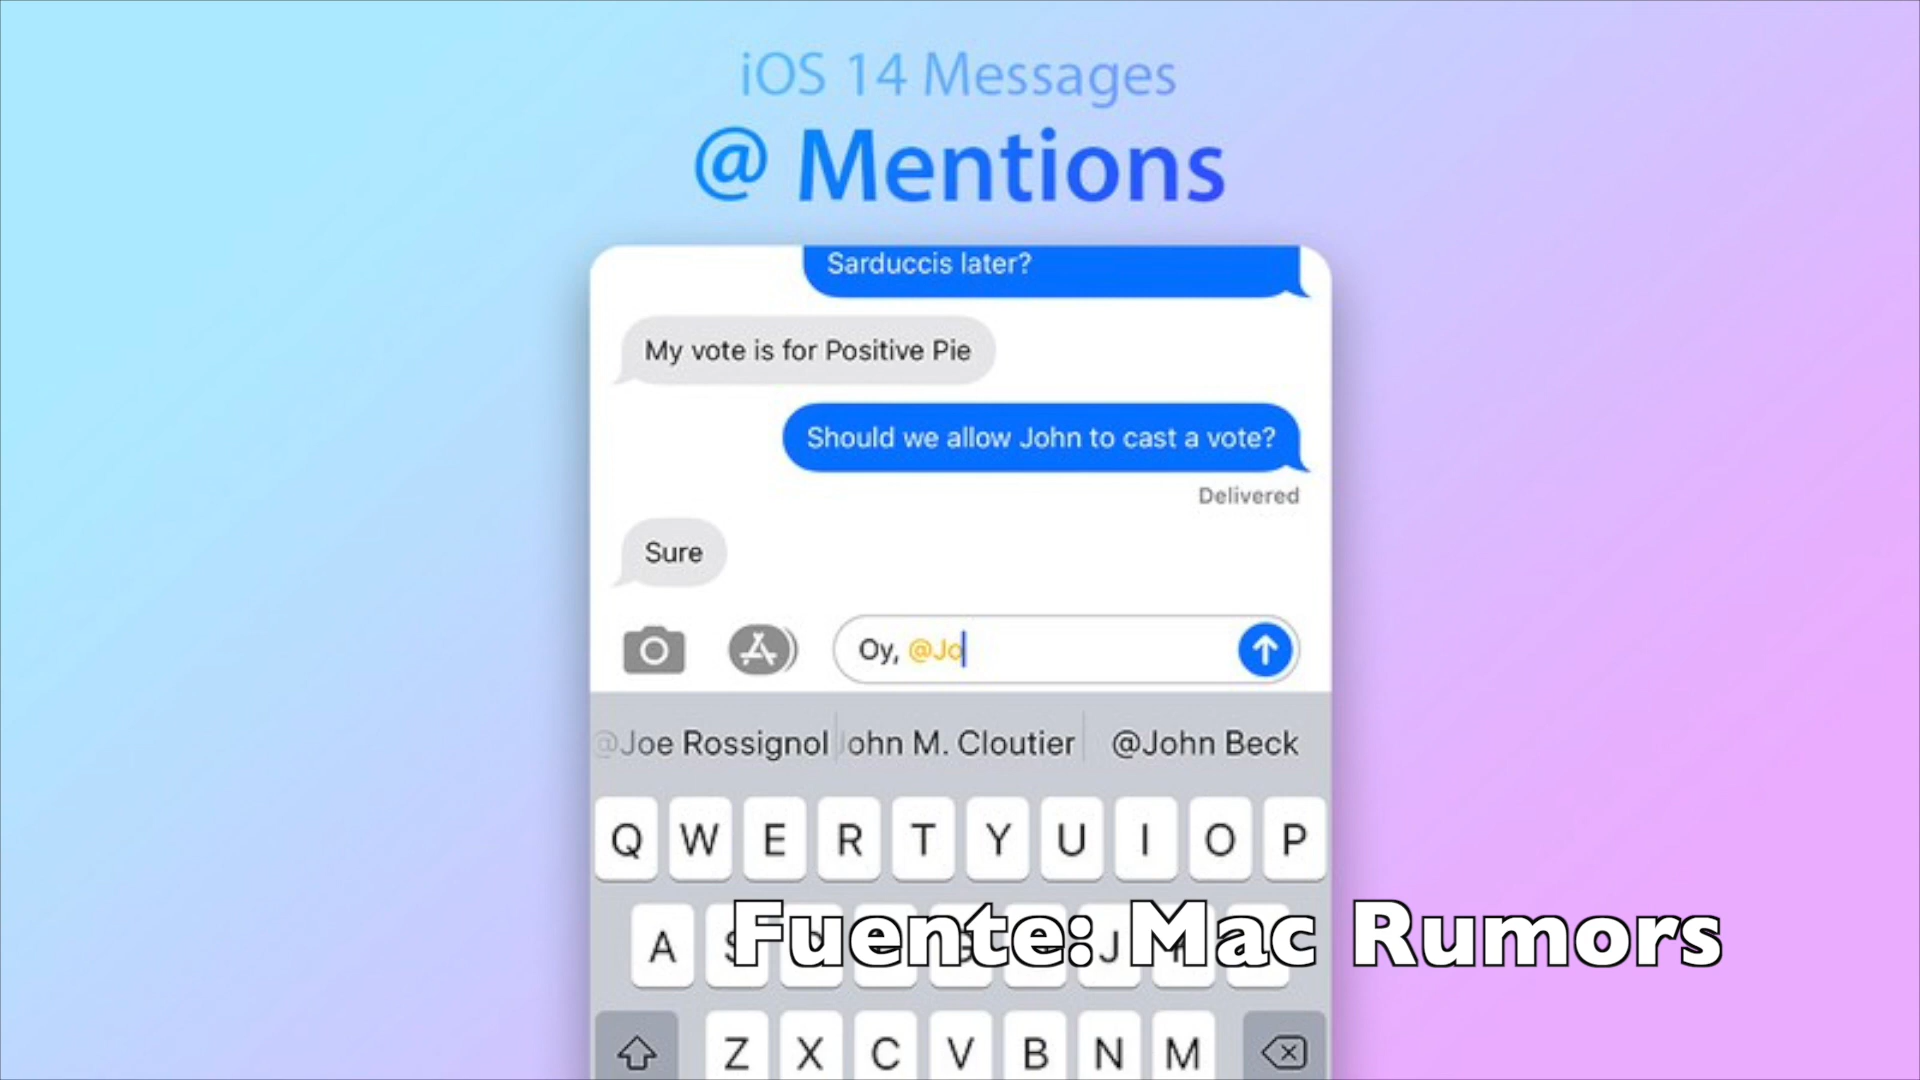 iOS 14 Messages
@ Mentions
Sarduccis later?
My vote is for Positive Pie
Should we allow John to cast a vote?
Delivered
Sure
Oy, @Jo
@Joe Rossignol John M. Cloutier @John Beck
Q W E R T Y U I O P
A S J
Fuente: Mac Rumors
Z X C V B N M